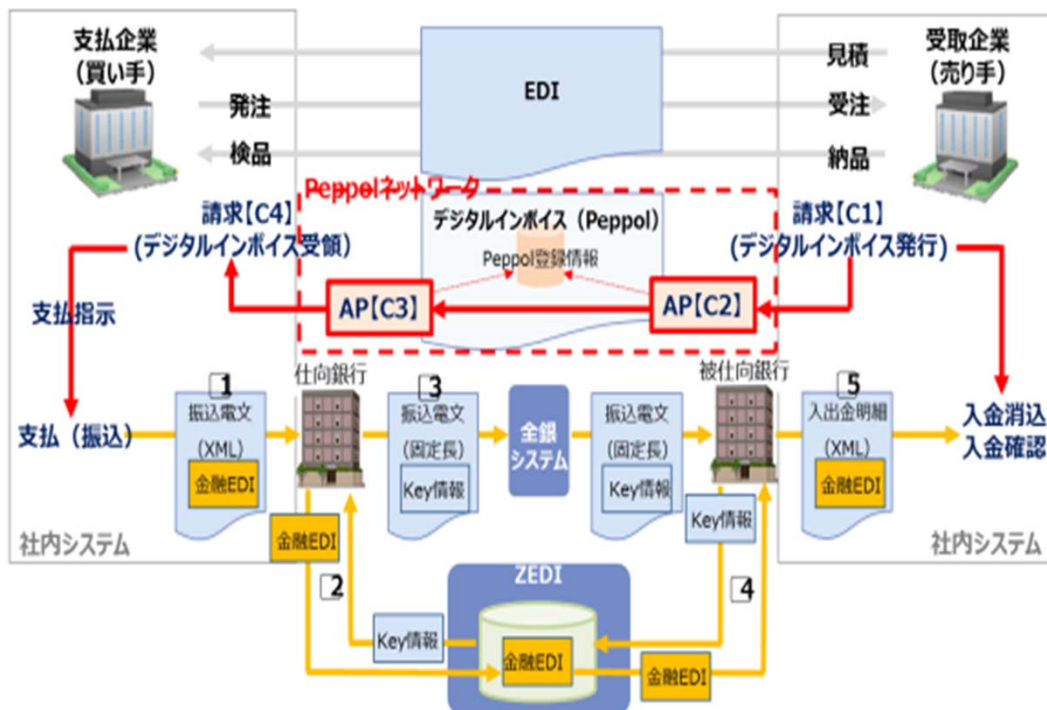 支払企業
（買い手）
受取企業
（売り手）
EDI
見積
発注
受注
検品
納品
Peppolネットワーク
請求【C4】
（デジタルインボイス受領）
デジタルインボイス（Peppol）
Peppol登録情報
請求【C1】
（デジタルインボイス発行）
AP【C3】
AP【C2】
支払指示
仕向銀行
被仕向銀行
1
振込電文
（XML）
金融EDI
3
振込電文
（固定長）
Key情報
全銀
システム
振込電文
（固定長）
Key情報
5
入出金明細
（XML）
金融EDI
支払（振込）
入金消込
入金確認
Key情報
金融EDI
社内システム
社内システム
2
ZEDI
4
Key情報
金融EDI
金融EDI